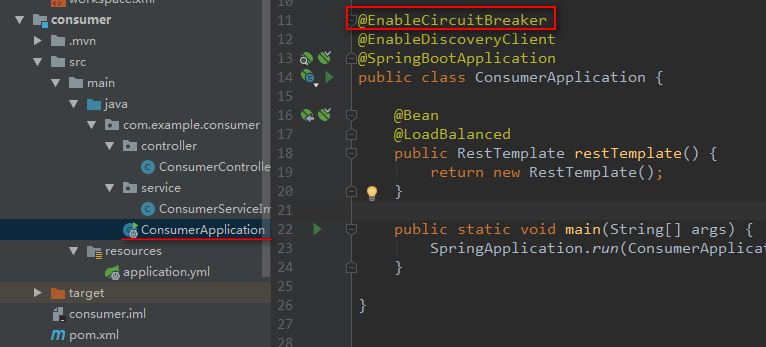 workspace.xml
consumer
.mvn
src
main
java
com.example.consumer
controller
ConsumerControlle
service
ConsumerServiceIm
ConsumerApplication
resources
application.yml
target
consumer.iml
pom.xml
11 @EnableCircuitBreaker
12 @EnableDiscoveryClient
13 @SpringBootApplication
14 public class ConsumerApplication {
15
16 @Bean
17 @LoadBalanced
18 public RestTemplate restTemplate() {
19 return new RestTemplate();
20 }
21
22 public static void main(String[] args) {
23 SpringApplication.run(ConsumerApplicat
24 }
25
26 }
27
28